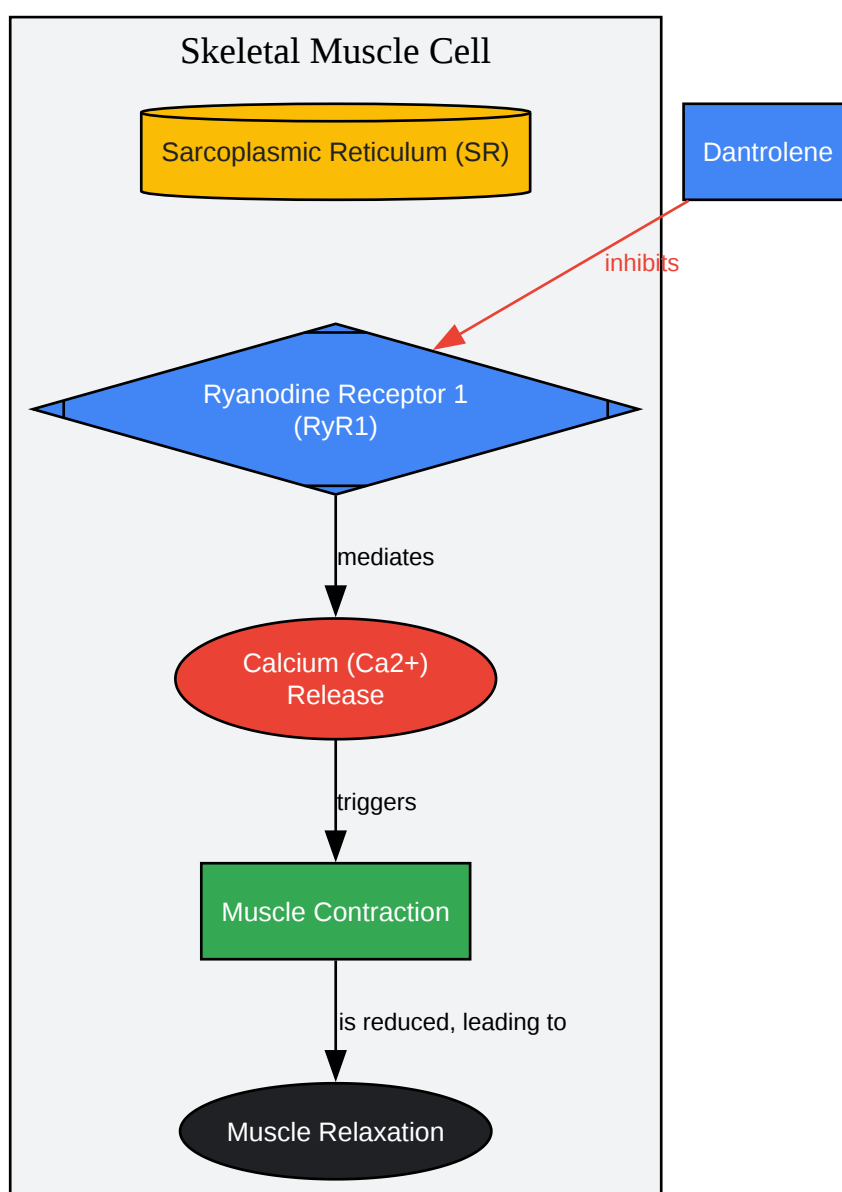 Skeletal Muscle Cell
Sarcoplasmic Reticulum (SR)
Dantrolene
inhibits
Ryanodine Receptor 1
(RyR1)
mediates
Calcium (Ca2+)
Release
triggers
Muscle Contraction
is reduced, leading to
Muscle Relaxation